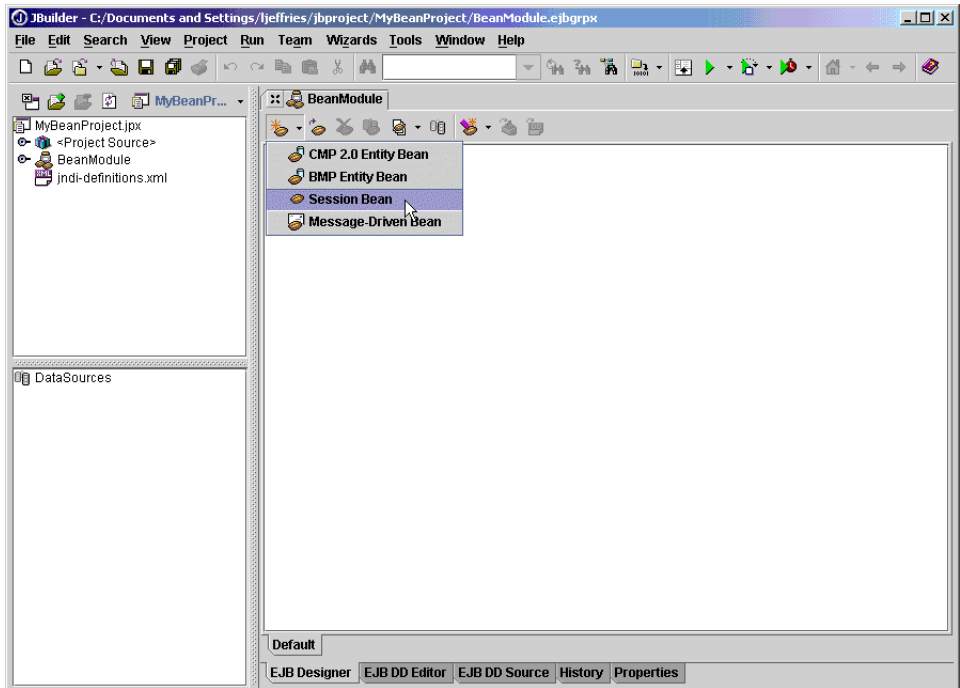 JBuilder - C:/Documents and Settings/ljeffries/jbproject/MyBeanProject/BeanModule.ejbgrpx
File Edit Search View Project Run Team Wizards Tools Window Help
MyBeanPr...
BeanModule
MyBeanProject.jpx
<Project Source>
BeanModule
jndi-definitions.xml
CMP 2.0 Entity Bean
BMP Entity Bean
Session Bean
Message-Driven Bean
DataSources
Default
EJB Designer EJB DD Editor EJB DD Source History Properties